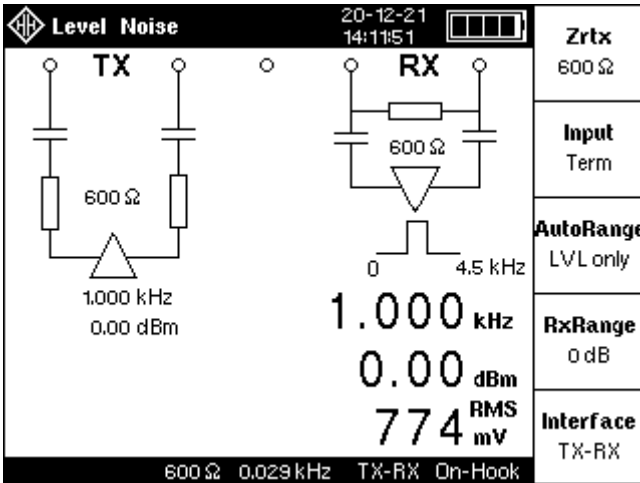 Level Noise
20-12-21
14:11:51
TX
RX
600 Ω
600 Ω
0
4.5 kHz
1.000 kHz
0.00 dBm
1.000 kHz
0.00 dBm
774 RMS mV
600 Ω 0.029 kHz TX-RX On-Hook
Zrtx
600 Ω
Input
Term
AutoRange
LVL only
RxRange
0 dB
Interface
TX-RX